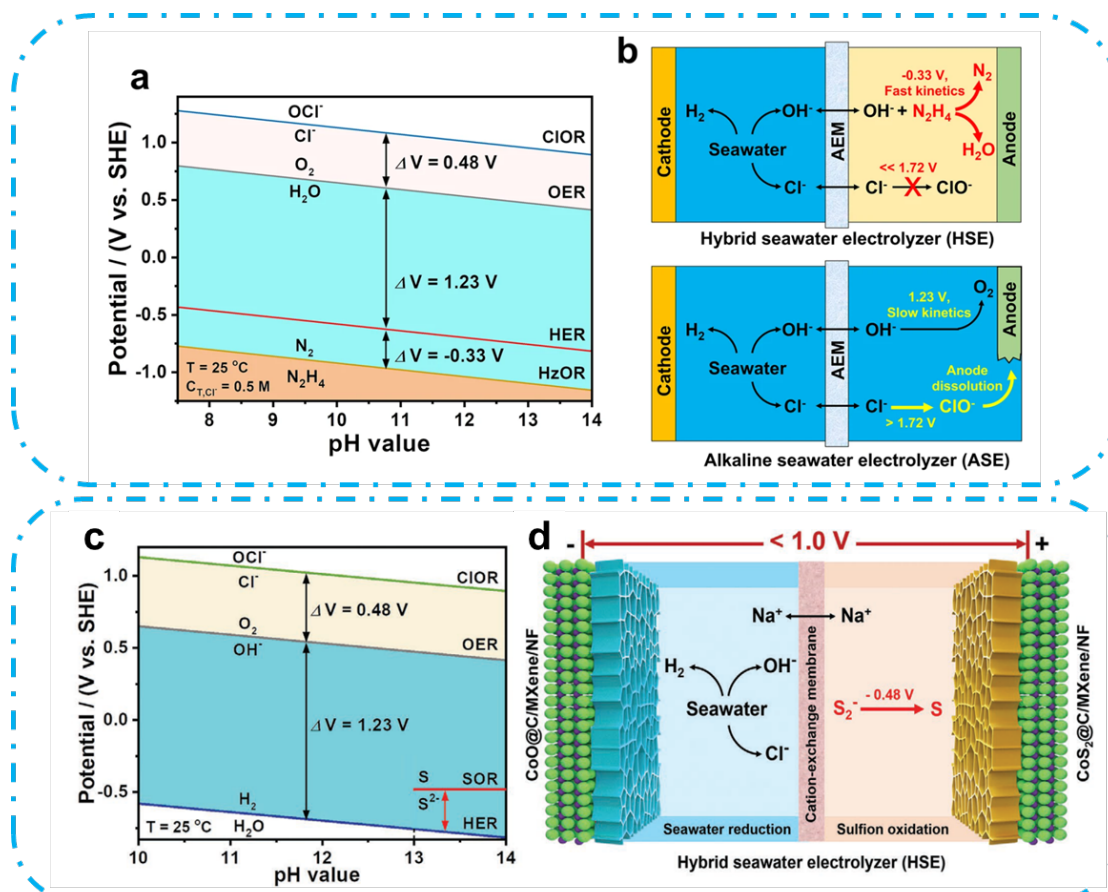 a
Potential / (V vs. SHE)
1.0
0.5
0.0
-0.5
-1.0
OCl⁻
Cl⁻
ClOR
ΔV = 0.48 V
O₂
H₂O
OER
ΔV = 1.23 V
HER
N₂
ΔV = -0.33 V
N₂H₄
HzOR
T = 25 °C
C_T,Cl⁻ = 0.5 M
8 9 10 11 12 13 14
pH value
b
Cathode
H₂
OH⁻
Seawater
Cl⁻
AEM
-0.33 V,
Fast kinetics
N₂
OH⁻ + N₂H₄
H₂O
<< 1.72 V
Cl⁻ X ClO⁻
Anode
Hybrid seawater electrolyzer (HSE)
Cathode
H₂
OH⁻
Seawater
Cl⁻
AEM
1.23 V,
Slow kinetics
O₂
OH⁻
Anode
dissolution
Cl⁻
ClO⁻
> 1.72 V
Anode
Alkaline seawater electrolyzer (ASE)
c
Potential / (V vs. SHE)
1.0
0.5
0.0
-0.5
OCl⁻
Cl⁻
ClOR
ΔV = 0.48 V
O₂
OH⁻
OER
ΔV = 1.23 V
S
SOR
S²⁻
H₂
H₂O
HER
T = 25 °C
10 11 12 13 14
pH value
d
- < 1.0 V +
CoO@C/MXene/NF
Na⁺
Na⁺
H₂
OH⁻
Seawater
Cl⁻
Cation-exchange membrane
- 0.48 V
S₂⁻
S
CoS₂@C/MXene/NF
Seawater reduction
Sulfion oxidation
Hybrid seawater electrolyzer (HSE)